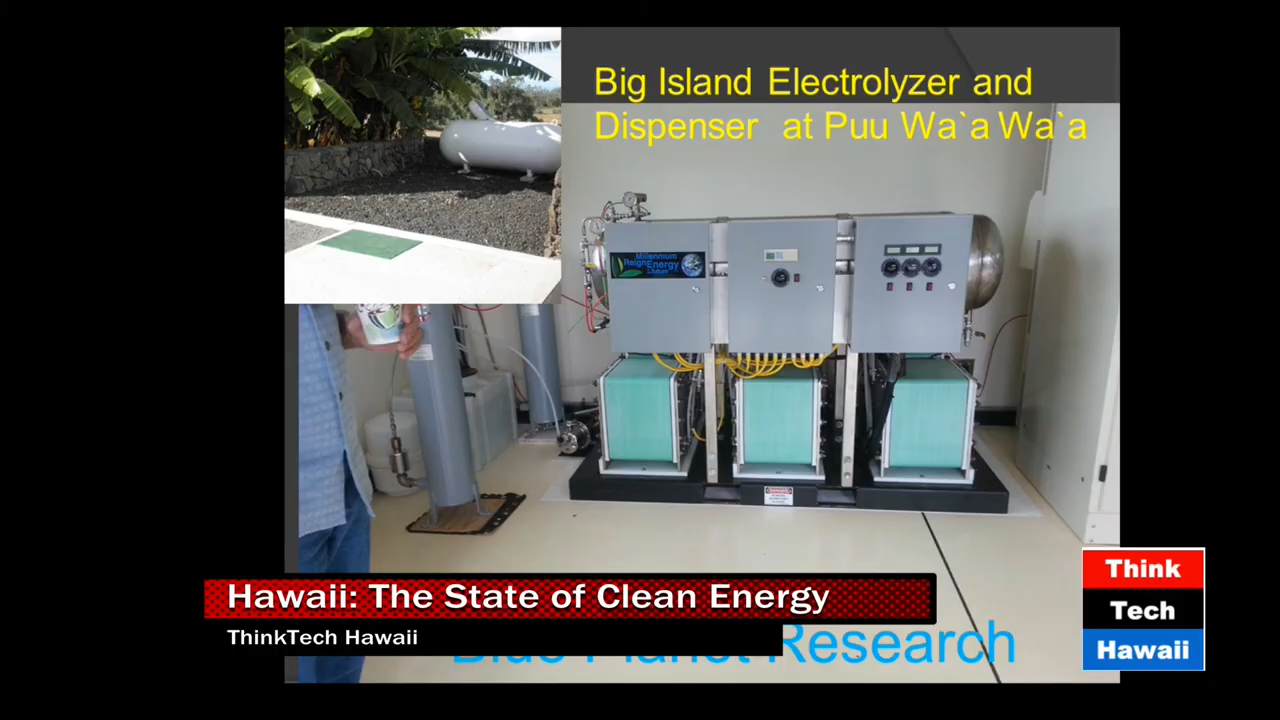 Big Island Electrolyzer and
Dispenser at Puu Wa`a Wa`a
Millennium
Reign Energy
Hawaii: The State of Clean Energy
ThinkTech Hawaii
Blue Planet Research
Think
Tech
Hawaii